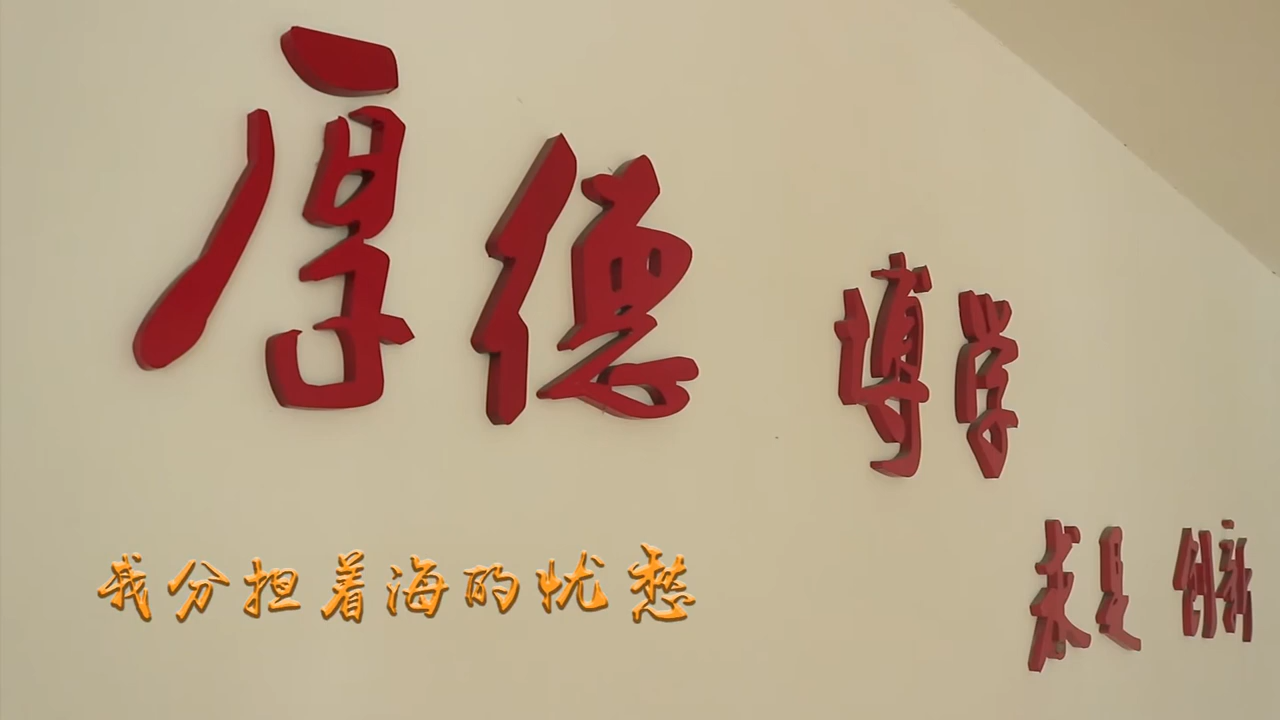 厚德 博学
求是 创新
我分担着海的忧愁